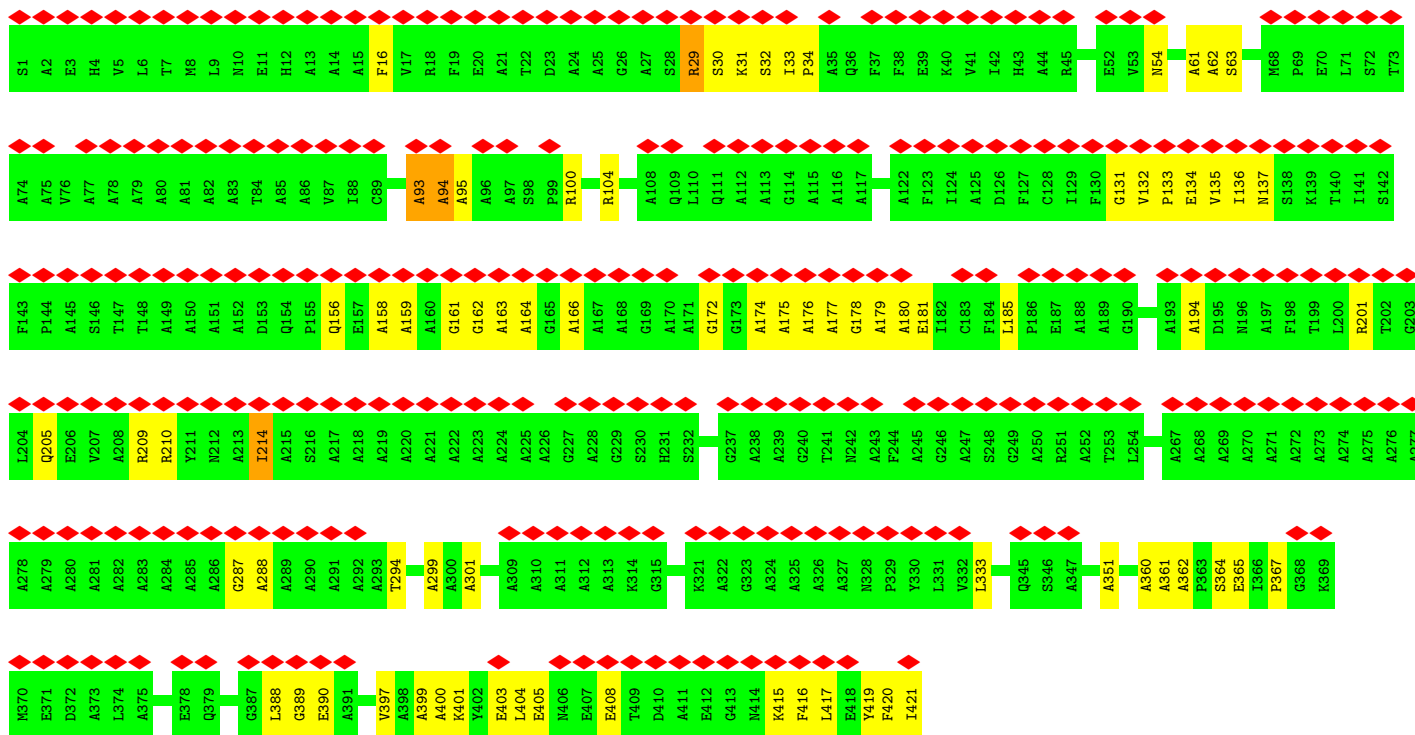 S1 A2 E3 H4 V5 L6 T7 M8 L9 N10 E11 H12 A13 A14 A15 F16 V17 R18 F19 E20 A21 T22 D23 A24 A25 G26 A27 S28 R29 S30 K31 S32 I33 P34 A35 Q36 F37 F38 E39 K40 V41 I42 H43 A44 R45 E52 V53 N54 A61 A62 S63 M68 P69 E70 L71 S72 T73
A74 A75 V76 A77 A78 A79 A80 A81 A82 A83 T84 A85 A86 V87 I88 C89 A93 A94 A95 A96 A97 S98 P99 R100 R104 A108 Q109 L110 Q111 A112 A113 G114 A115 A116 A117 A122 F123 I124 A125 D126 F127 C128 I129 F130 G131 V132 P133 E134 V135 I136 N137 S138 K139 T140 I141 S142
F143 P144 A145 S146 T147 T148 A149 A150 A151 A152 D153 Q154 P155 Q156 E157 A158 A159 A160 G161 G162 A163 A164 G165 A166 A167 A168 G169 A170 A171 G172 G173 A174 A175 A176 A177 G178 A179 A180 E181 I182 C183 F184 L185 P186 E187 A188 A189 G190 A193 A194 D195 N196 A197 F198 T199 L200 R201 T202 G203
L204 Q205 E206 V207 A208 R209 R210 Y211 N212 A213 I214 A215 S216 A217 A218 A219 A220 A221 A222 A223 A224 A225 A226 G227 A228 G229 S230 H231 S232 G237 A238 A239 G240 T241 N242 A243 F244 A245 G246 A247 S248 G249 A250 R251 A252 T253 L254 A267 A268 A269 A270 A271 A272 A273 A274 A275 A276
A278 A279 A280 A281 A282 A283 A284 A285 A286 G287 A288 A289 A290 A291 A292 A293 T294 A299 A300 A301 A309 A310 A311 A312 A313 K314 G315 K321 A322 G323 A324 A325 A326 A327 N328 P329 Y330 L331 V332 L333 Q345 S346 A347 A351 A360 A361 A362 P363 S364 E365 I366 P367 G368 K369
M370 E371 D372 A373 L374 A375 E378 Q379 G387 L388 G389 E390 A391 V397 A398 A399 A400 K401 Y402 E403 L404 E405 N406 E407 E408 T409 D410 A411 E412 G413 N414 K415 F416 L417 E418 Y419 F420 I421